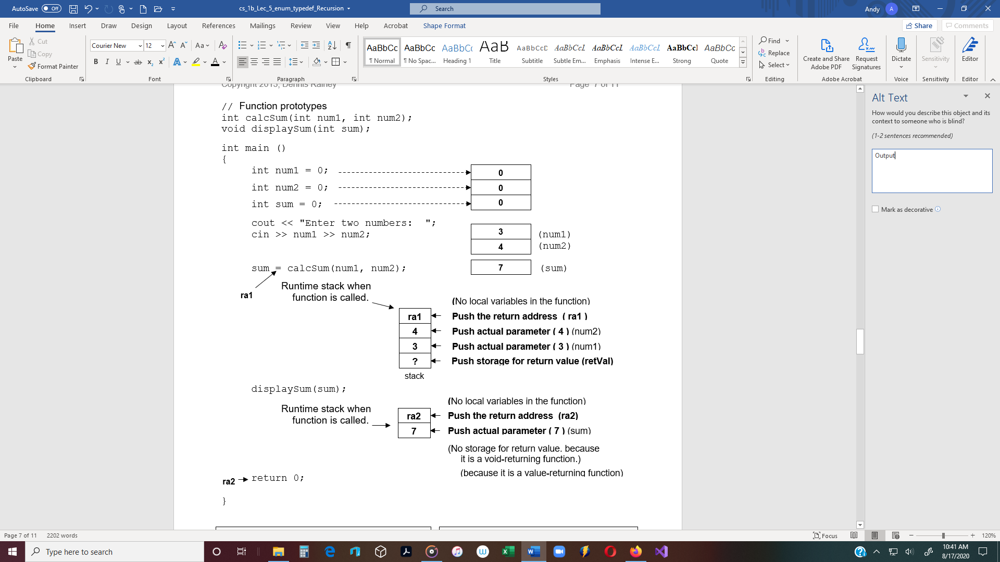 AutoSave Off cs_1b_Lec_5_enum_typedef_Recursion Search Andy A
File Home Insert Draw Design Layout References Mailings Review View Help Acrobat Shape Format Share Comments
Paste Cut Copy Format Painter Clipboard
Courier New 12 Font
Paragraph
AaBbCc ¶ Normal
AaBbCc ¶ No Spac...
AaBbCc Heading 1
AaB Title
AaBbCcD Subtitle
AaBbCcI Subtle Em...
AaBbCcI Emphasis
AaBbCcI Intense E...
AaBbCcI Strong
AaBbCc Quote
Styles
Find
Replace
Select
Editing
Create and Share Adobe PDF
Request Signatures
Adobe Acrobat
Dictate
Voice
Sensitivity
Sensitivity
Editor
Editor
Copyright 2015, Dennis Rainey Page 7 of 11
// Function prototypes
int calcSum(int num1, int num2);
void displaySum(int sum);
int main ()
{
int num1 = 0; 0
int num2 = 0; 0
int sum = 0; 0
cout << "Enter two numbers:  "; 3 (num1)
cin >> num1 >> num2; 4 (num2)
sum = calcSum(num1, num2); 7 (sum)
ra1
Runtime stack when
function is called.
(No local variables in the function)
ra1 Push the return address ( ra1 )
4 Push actual parameter ( 4 ) (num2)
3 Push actual parameter ( 3 ) (num1)
? Push storage for return value (retVal)
stack
displaySum(sum);
Runtime stack when
function is called.
(No local variables in the function)
ra2 Push the return address (ra2)
7 Push actual parameter ( 7 ) (sum)
(No storage for return value. because
it is a void-returning function.)
(because it is a value-returning function)
ra2 return 0;
}
Alt Text
How would you describe this object and its
context to someone who is blind?
(1-2 sentences recommended)
Output
Mark as decorative
Page 7 of 11 2202 words Focus 120%
Type here to search
10:41 AM
8/17/2020